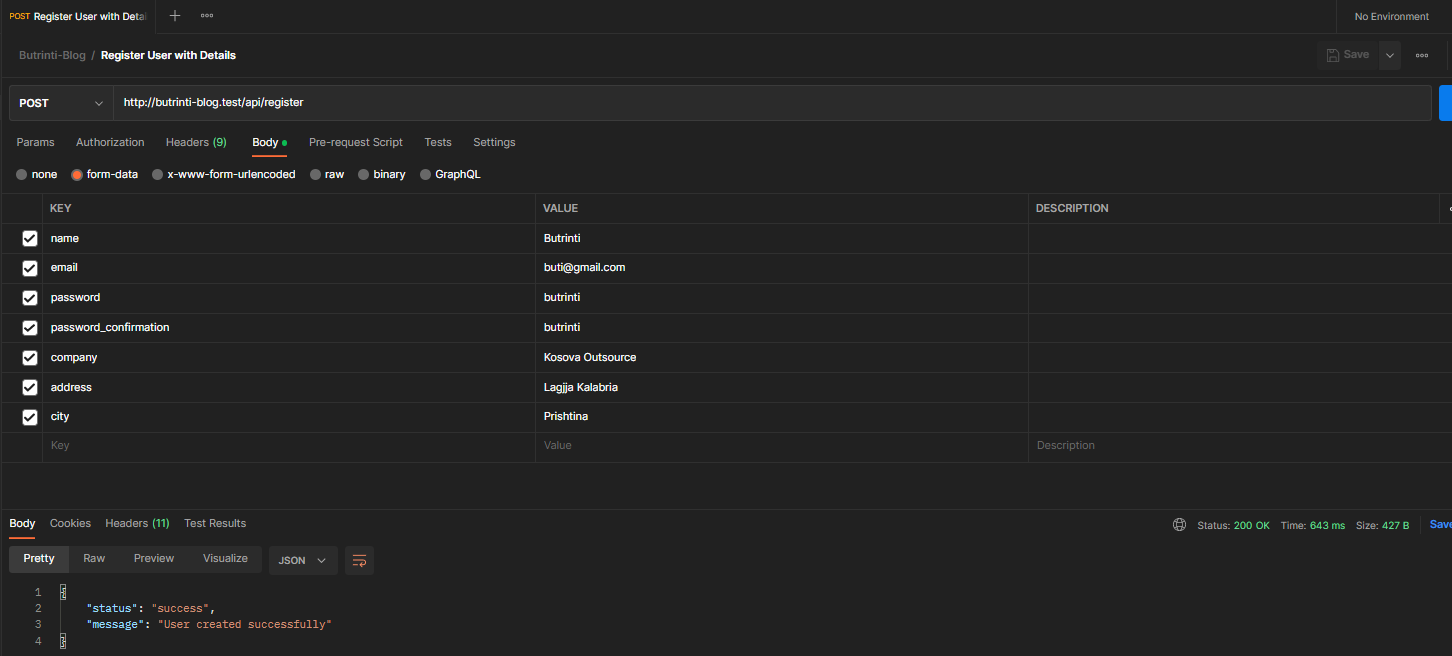 POST Register User with Detai
No Environment
Butrinti-Blog / Register User with Details
Save
POST http://butrinti-blog.test/api/register
Params Authorization Headers (9) Body Pre-request Script Tests Settings
none form-data x-www-form-urlencoded raw binary GraphQL
KEY VALUE DESCRIPTION
name Butrinti
email buti@gmail.com
password butrinti
password_confirmation butrinti
company Kosova Outsource
address Lagjja Kalabria
city Prishtina
Key Value Description
Body Cookies Headers (11) Test Results Status: 200 OK Time: 643 ms Size: 427 B Save
Pretty Raw Preview Visualize JSON
1 {
2 "status": "success",
3 "message": "User created successfully"
4 }